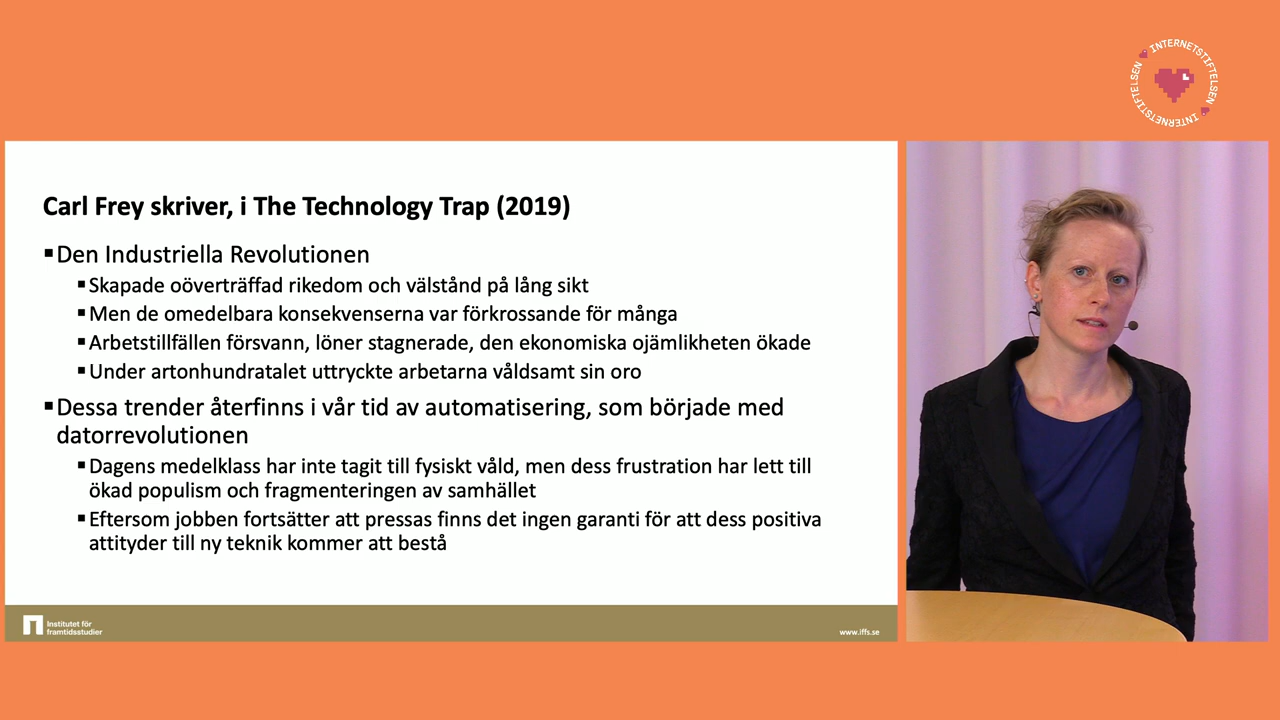 INTERNETSTIFTELSEN
INTERNETSTIFTELSEN
Carl Frey skriver, i The Technology Trap (2019)
▪Den Industriella Revolutionen
▪Skapade oöverträffad rikedom och välstånd på lång sikt
▪Men de omedelbara konsekvenserna var förkrossande för många
▪Arbetstillfällen försvann, löner stagnerade, den ekonomiska ojämlikheten ökade
▪Under artonhundratalet uttryckte arbetarna våldsamt sin oro
▪Dessa trender återfinns i vår tid av automatisering, som började med
datorrevolutionen
▪Dagens medelklass har inte tagit till fysiskt våld, men dess frustration har lett till
ökad populism och fragmenteringen av samhället
▪Eftersom jobben fortsätter att pressas finns det ingen garanti för att dess positiva
attityder till ny teknik kommer att bestå
Institutet för
framtidsstudier
www.iffs.se